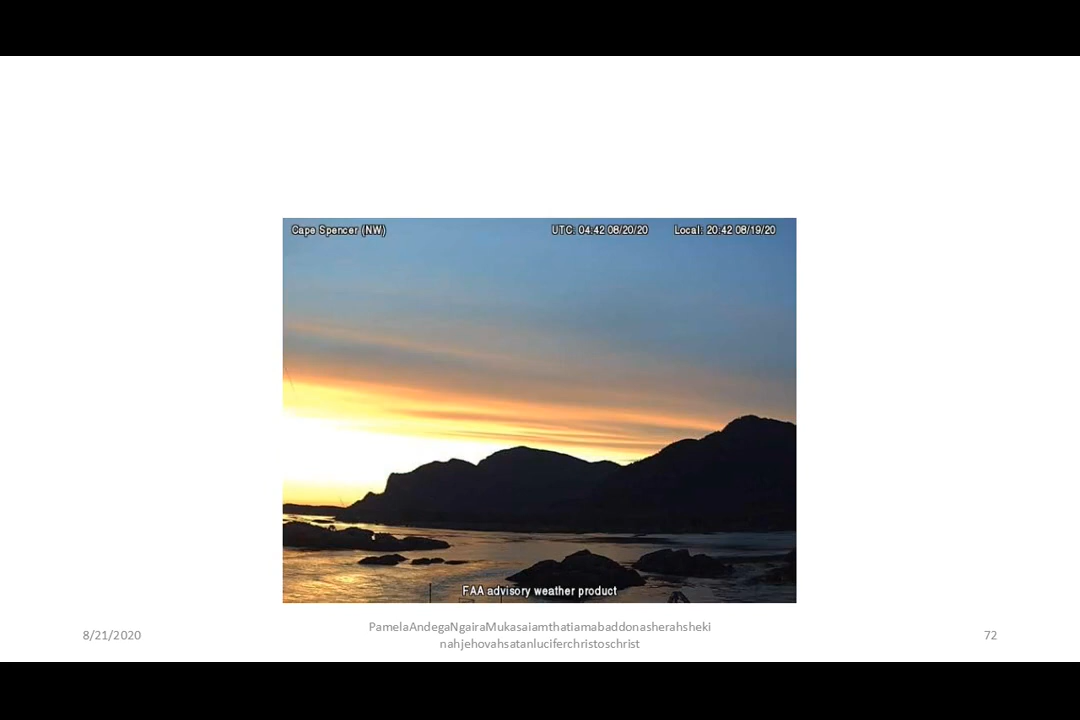 Cape Spencer (NW) UTC: 04:42 08/20/20 Local: 20:42 08/19/20
FAA advisory weather product
8/21/2020
PamelaAndegaNgairaMukasaiamthatiamabaddonasherahsheki
nahjehovahsatanluciferchristoschrist
72